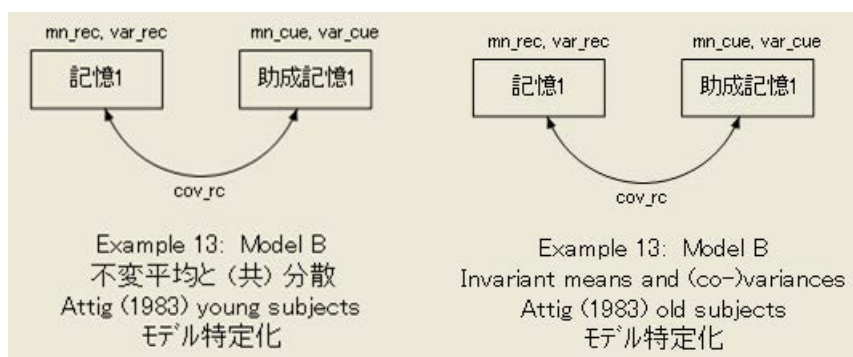 mn_rec, var_rec
mn_cue, var_cue
記憶1
助成記憶1
cov_rc
Example 13: Model B
不変平均と (共) 分散
Attig (1983) young subjects
モデル特定化
mn_rec, var_rec
mn_cue, var_cue
記憶1
助成記憶1
cov_rc
Example 13: Model B
Invariant means and (co-)variances
Attig (1983) old subjects
モデル特定化